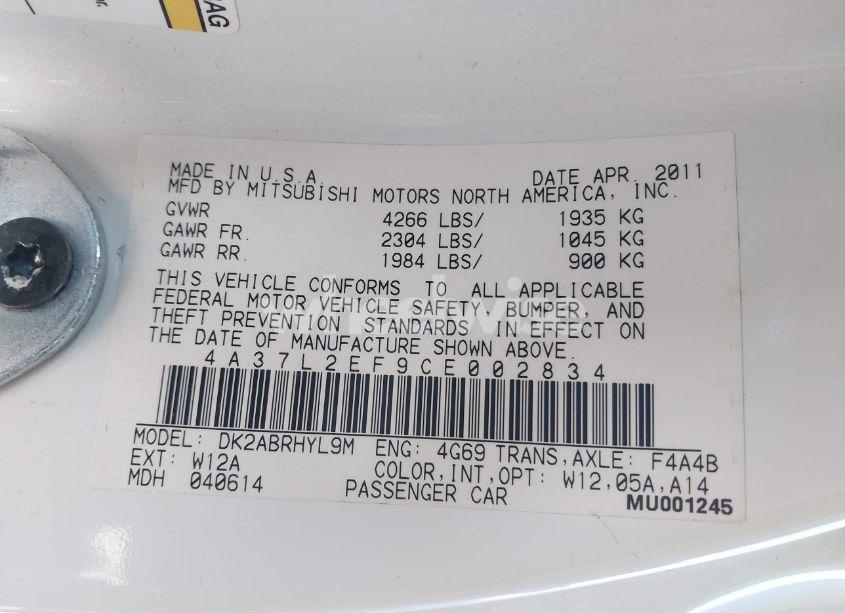 AG
or.
MADE IN U.S.A. DATE APR. 2011
MFD BY MITSUBISHI MOTORS NORTH AMERICA, INC.
GVWR 4266 LBS/ 1935 KG
GAWR FR. 2304 LBS/ 1045 KG
GAWR RR. 1984 LBS/ 900 KG
THIS VEHICLE CONFORMS TO ALL APPLICABLE
FEDERAL MOTOR VEHICLE SAFETY, BUMPER, AND
THEFT PREVENTION STANDARDS IN EFFECT ON
THE DATE OF MANUFACTURE SHOWN ABOVE.
4A37L2EF9CE002834
MODEL: DK2ABRHYL9M ENG: 4G69 TRANS,AXLE: F4A4B
EXT: W12A COLOR,INT,OPT: W12,05A,A14
MDH 040614 PASSENGER CAR
MU001245